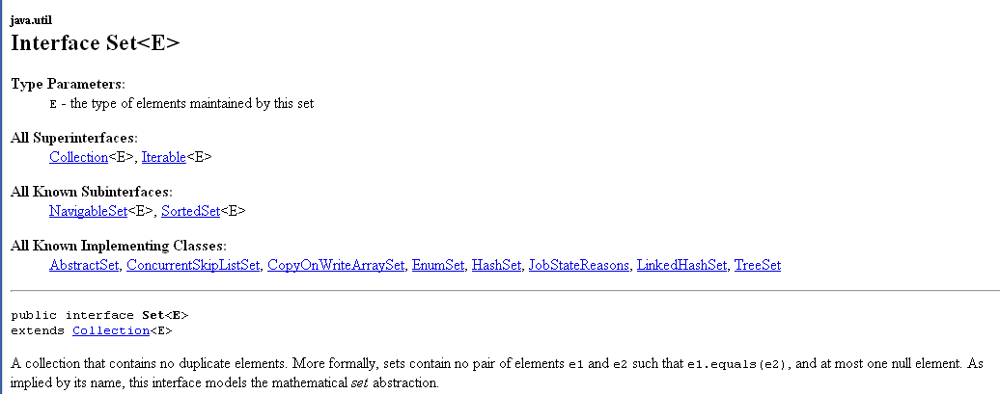 java.util
Interface Set<E>
Type Parameters:
E - the type of elements maintained by this set
All Superinterfaces:
Collection<E>, Iterable<E>
All Known Subinterfaces:
NavigableSet<E>, SortedSet<E>
All Known Implementing Classes:
AbstractSet, ConcurrentSkipListSet, CopyOnWriteArraySet, EnumSet, HashSet, JobStateReasons, LinkedHashSet, TreeSet
public interface Set<E>
extends Collection<E>
A collection that contains no duplicate elements. More formally, sets contain no pair of elements e1 and e2 such that e1.equals(e2), and at most one null element. As
implied by its name, this interface models the mathematical set abstraction.